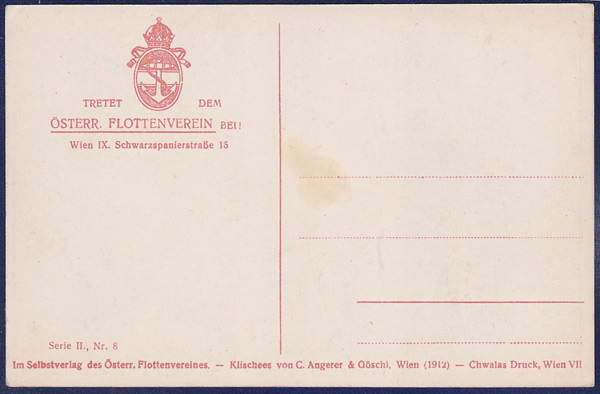 TRETET DEM
ÖSTERR. FLOTTENVEREIN BEI!
Wien IX. Schwarzspanierstraße 15
Serie II., Nr. 8
Im Selbstverlag des Österr. Flottenvereines. — Klischees von C. Angerer & Göschl, Wien (1912) — Chwalas Druck, Wien VII